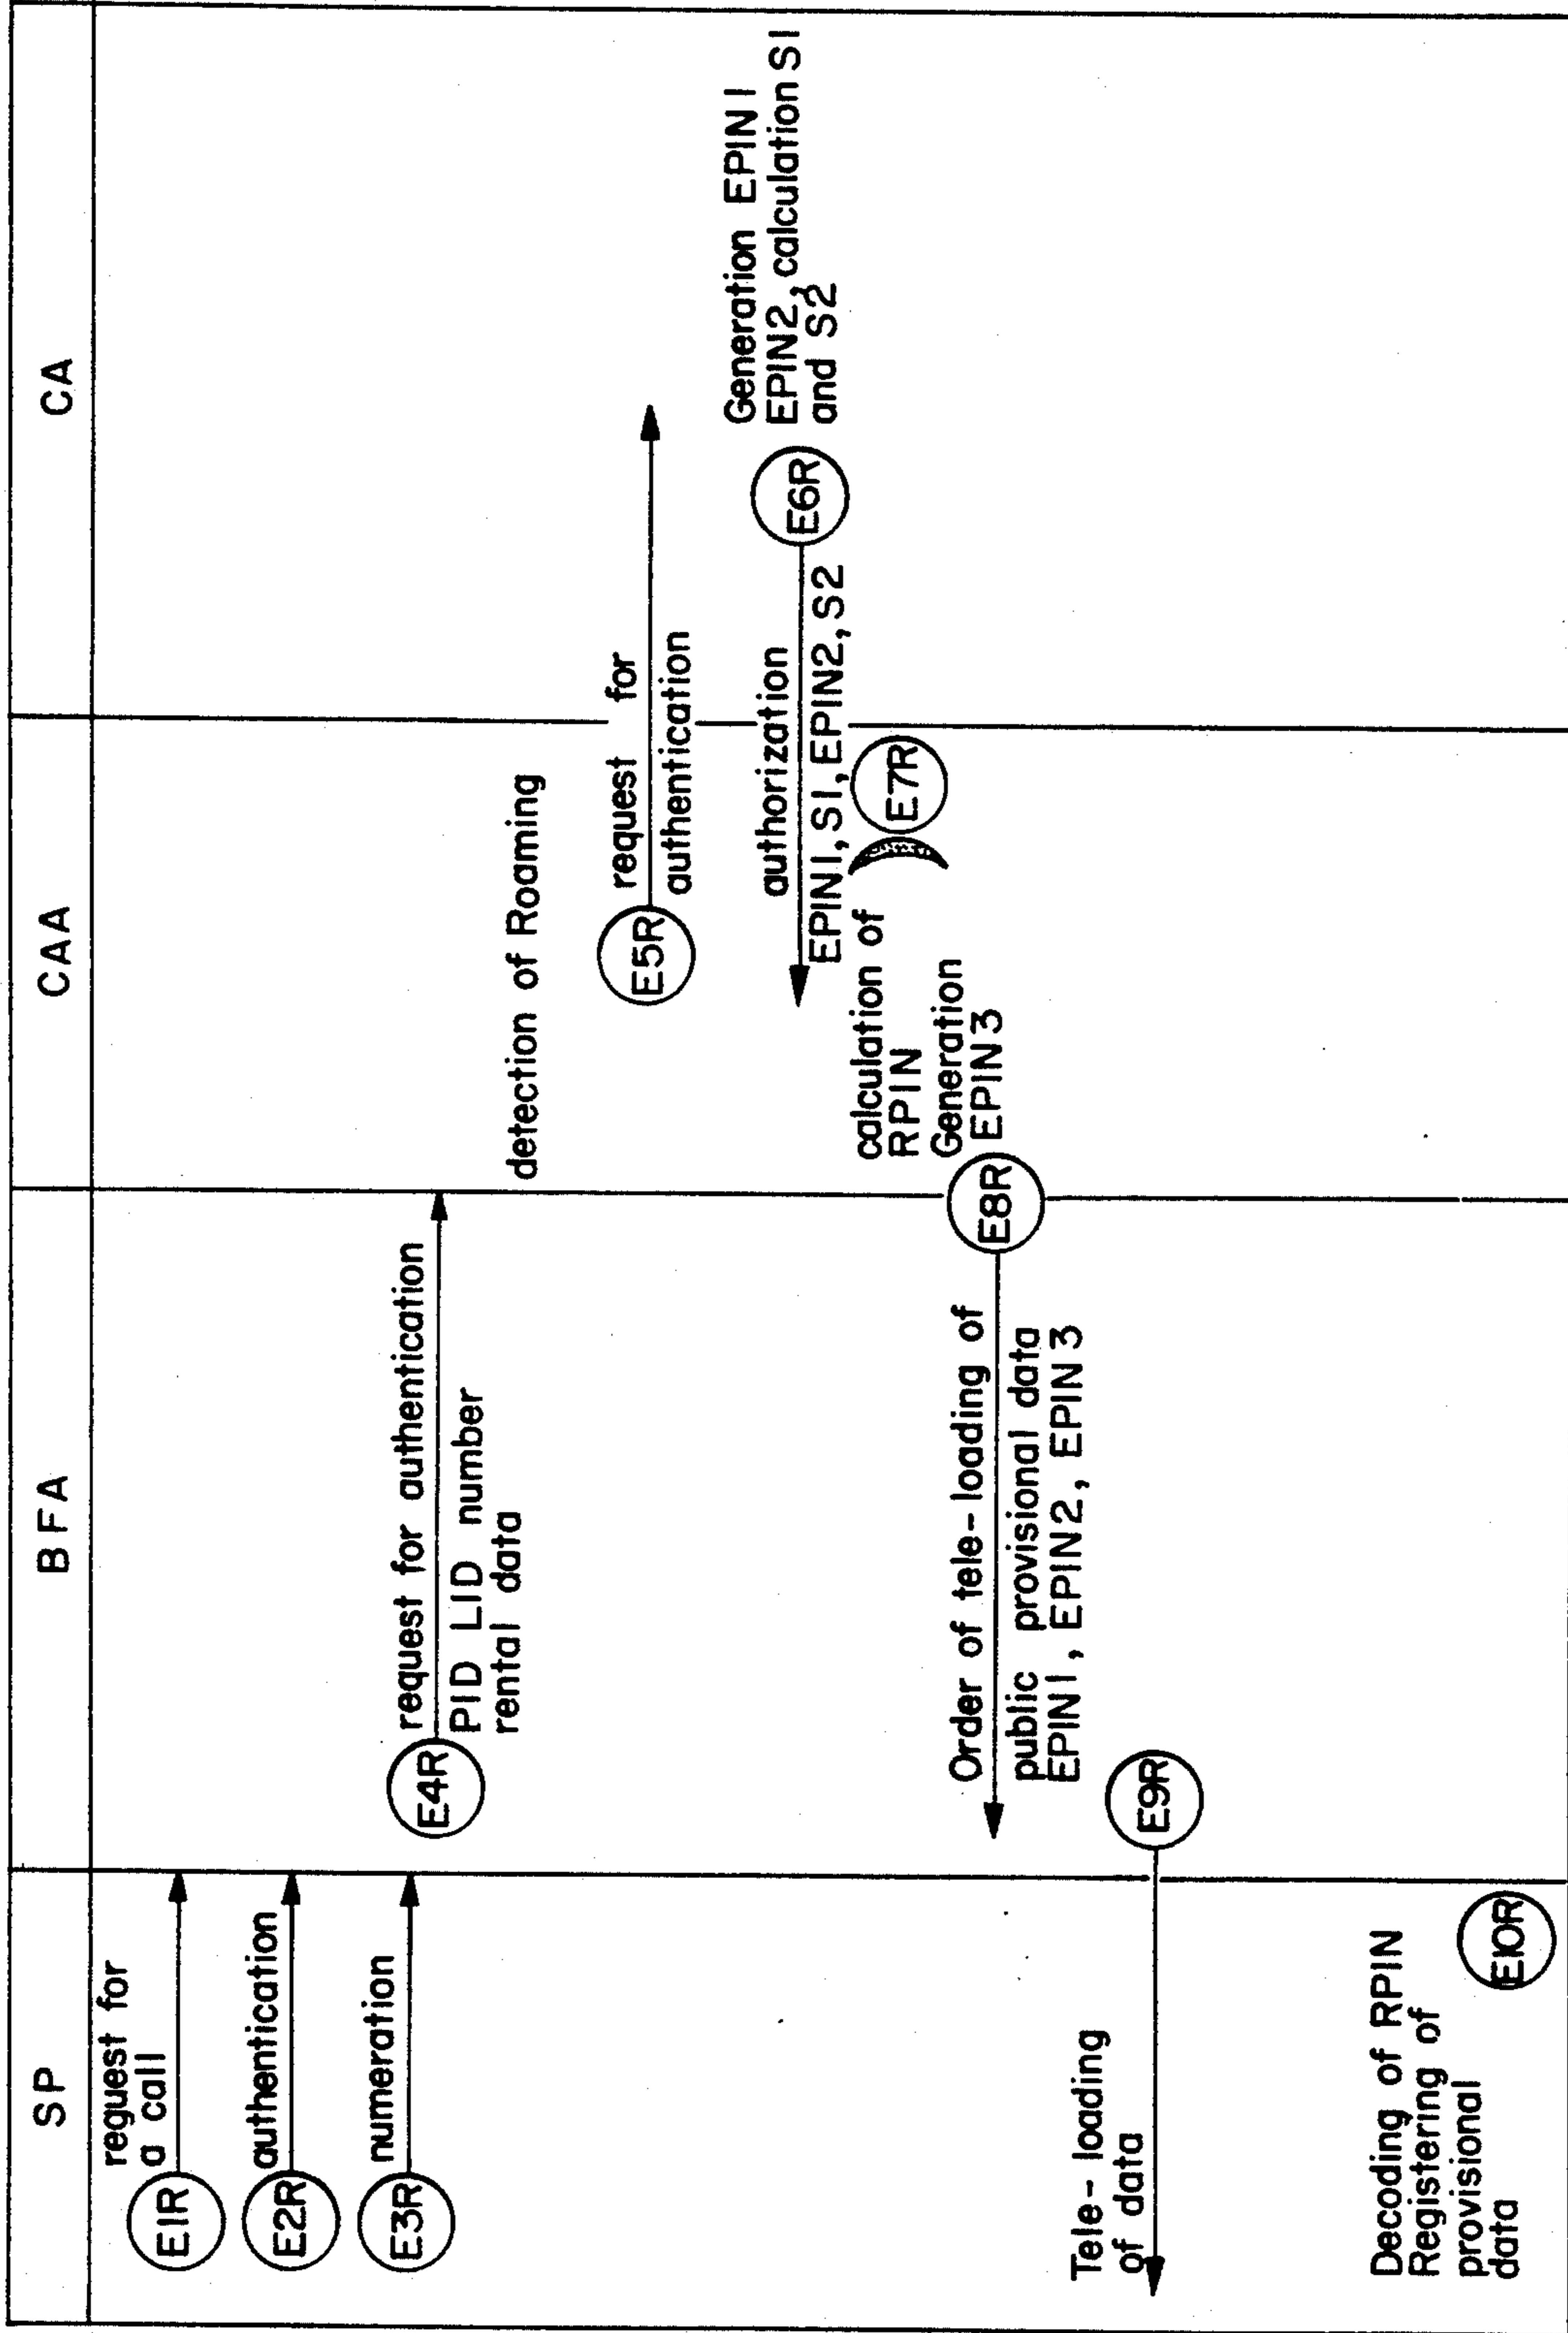 SP
BFA
CAA
CA
request for
a call
E1R
authentication
E2R
numeration
E3R
request for authentication
E4R
PID LID number
rental data
detection of Roaming
request for
E5R
authentication
Generation EPIN1
EPIN2, calculation S1
and S2
authorization
E6R
EPIN1, S1, EPIN2, S2
E7R
calculation of
RPIN
Generation
EPIN3
E8R
Order of tele-loading of
public provisional data
EPIN1, EPIN2, EPIN3
E9R
Tele-loading
of data
Decoding of RPIN
Registering of
provisional
data
E10R